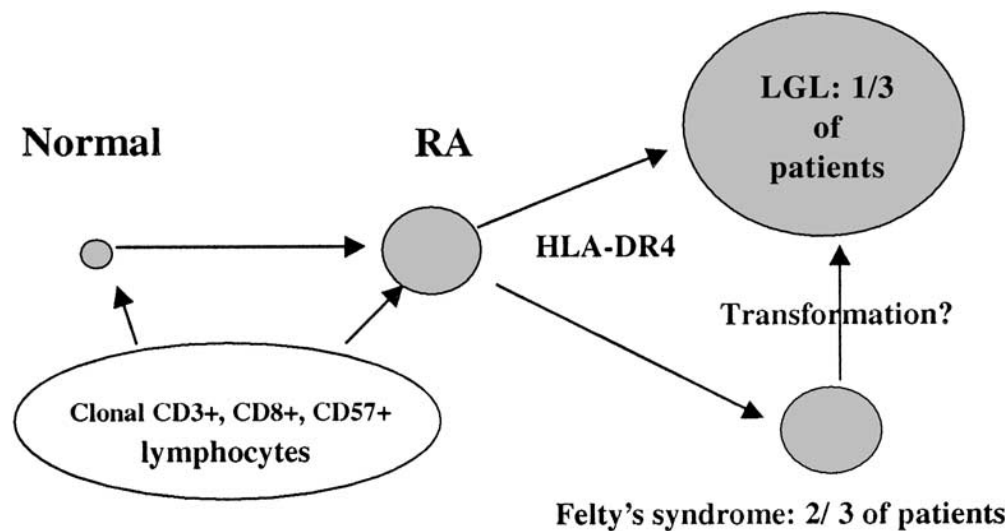 Normal
RA
LGL: 1/3
of
patients
HLA-DR4
Transformation?
Clonal CD3+, CD8+, CD57+
lymphocytes
Felty's syndrome: 2/ 3 of patients